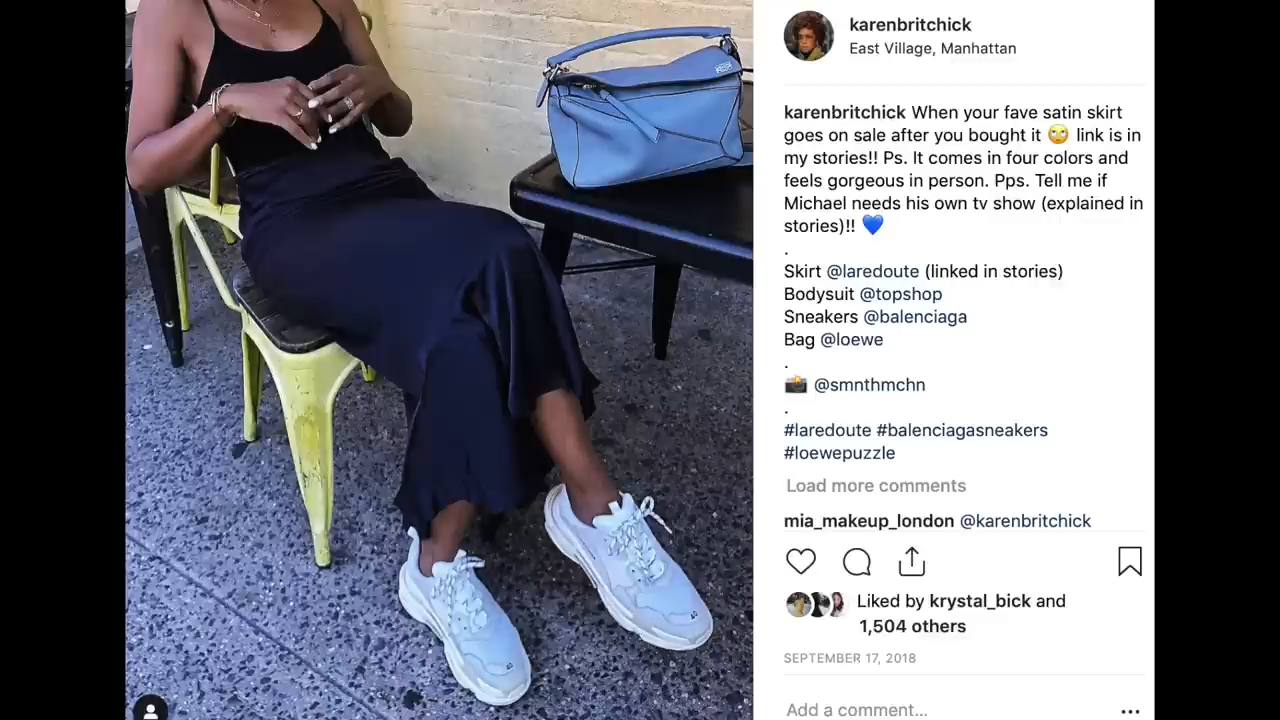 karenbritchick
East Village, Manhattan
karenbritchick When your fave satin skirt
goes on sale after you bought it 🙄 link is in
my stories!! Ps. It comes in four colors and
feels gorgeous in person. Pps. Tell me if
Michael needs his own tv show (explained in
stories)!! 💙
.
Skirt @laredoute (linked in stories)
Bodysuit @topshop
Sneakers @balenciaga
Bag @loewe
.
📸 @smnthmchn
.
#laredoute #balenciagasneakers
#loewepuzzle
Load more comments
mia_makeup_london @karenbritchick
Liked by krystal_bick and
1,504 others
SEPTEMBER 17, 2018
Add a comment...
40
40